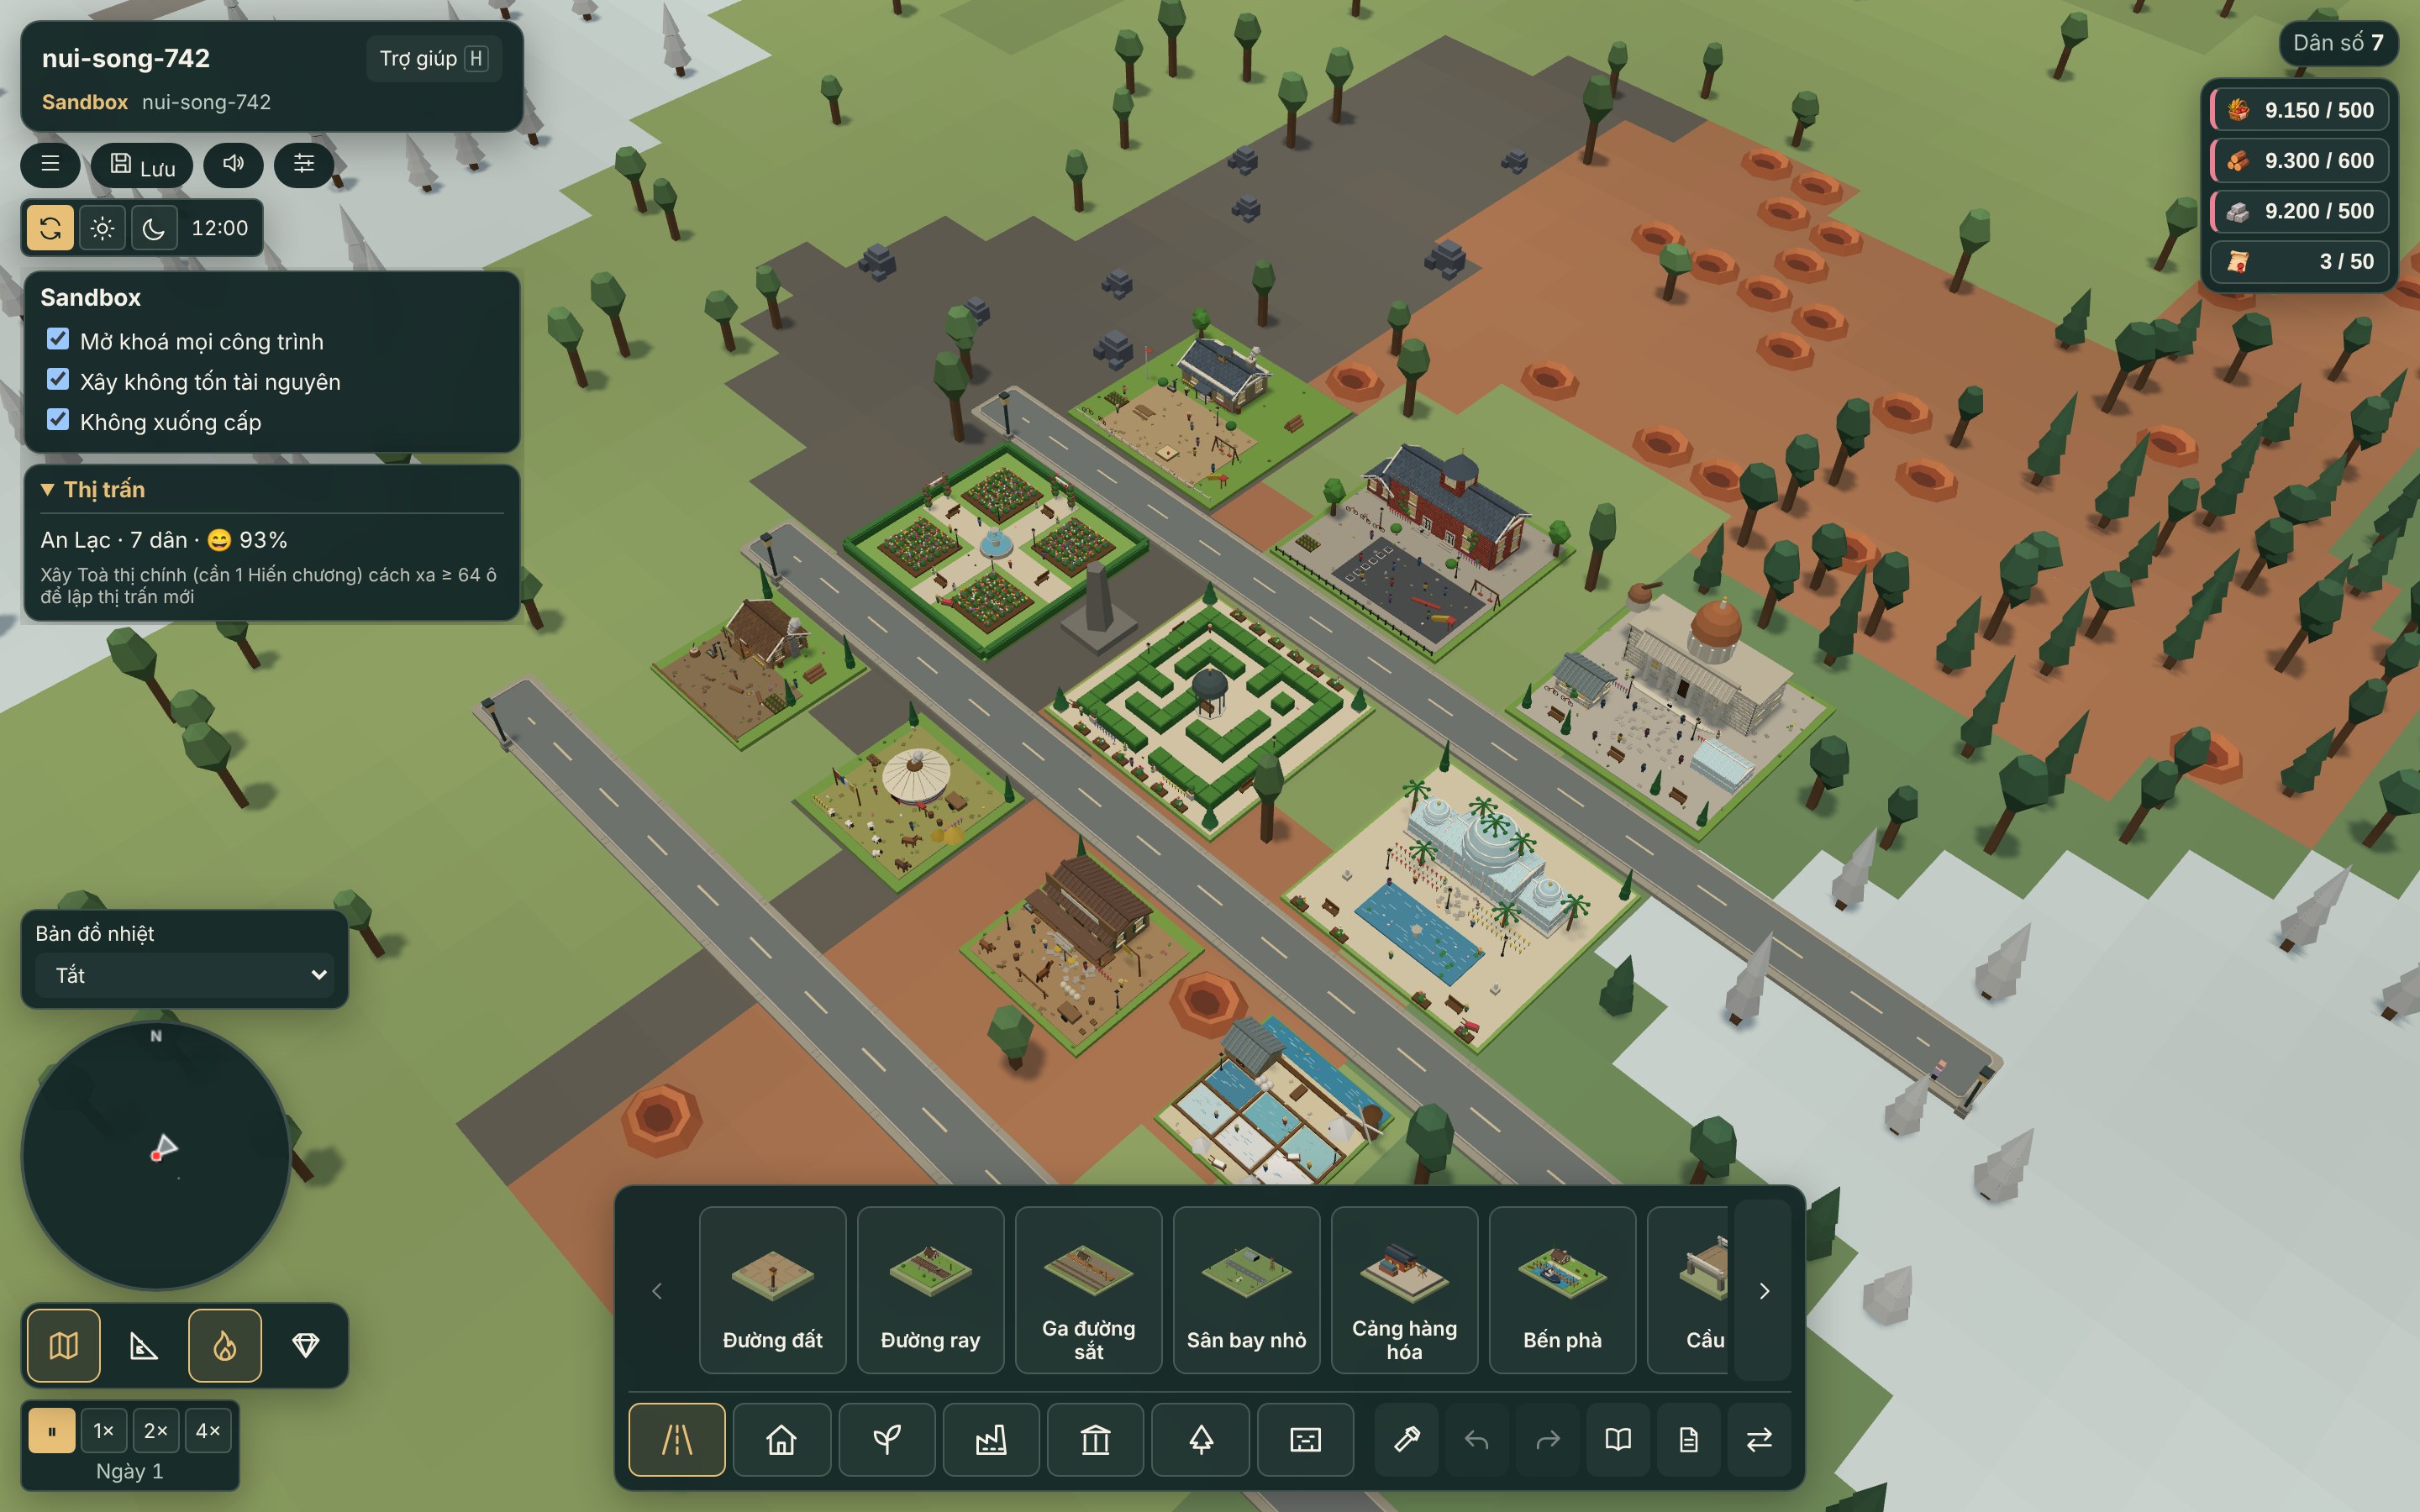 nui-song-742
Trợ giúp H
Sandbox nui-song-742
Lưu
12:00
Sandbox
Mở khoá mọi công trình
Xây không tốn tài nguyên
Không xuống cấp
Thị trấn
An Lạc · 7 dân · 😄 93%
Xây Toà thị chính (cần 1 Hiến chương) cách xa ≥ 64 ô
để lập thị trấn mới
Dân số 7
9.150 / 500
9.300 / 600
9.200 / 500
3 / 50
Bản đồ nhiệt
Tắt
N
1×
2×
4×
Ngày 1
Đường đất
Đường ray
Ga đường
sắt
Sân bay nhỏ
Cảng hàng
hóa
Bến phà
Cầu